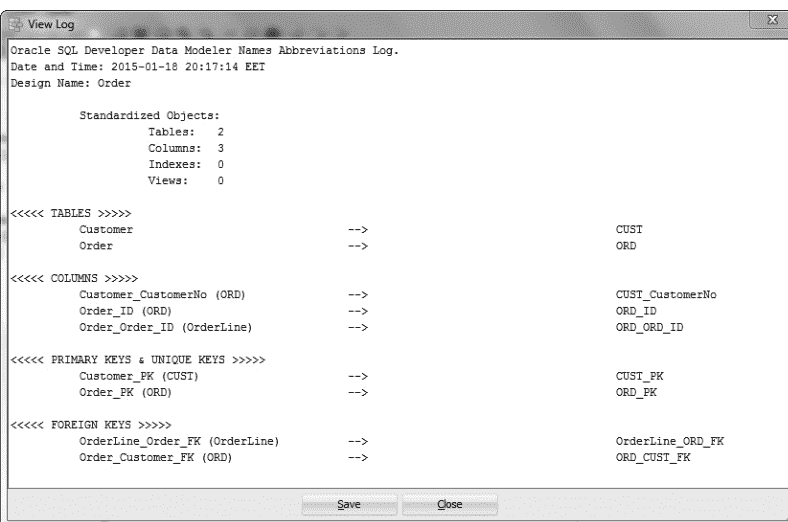 View Log
Oracle SQL Developer Data Modeler Names Abbreviations Log.
Date and Time: 2015-01-18 20:17:14 EET
Design Name: Order
Standardized Objects:
Tables: 2
Columns: 3
Indexes: 0
Views: 0
<<<<< TABLES >>>>>
Customer --> CUST
Order --> ORD
<<<<< COLUMNS >>>>>
Customer_CustomerNo (ORD) --> CUST_CustomerNo
Order_ID (ORD) --> ORD_ID
Order_Order_ID (OrderLine) --> ORD_ORD_ID
<<<<< PRIMARY KEYS & UNIQUE KEYS >>>>>
Customer_PK (CUST) --> CUST_PK
Order_PK (ORD) --> ORD_PK
<<<<< FOREIGN KEYS >>>>>
OrderLine_Order_FK (OrderLine) --> OrderLine_ORD_FK
Order_Customer_FK (ORD) --> ORD_CUST_FK
Save Close